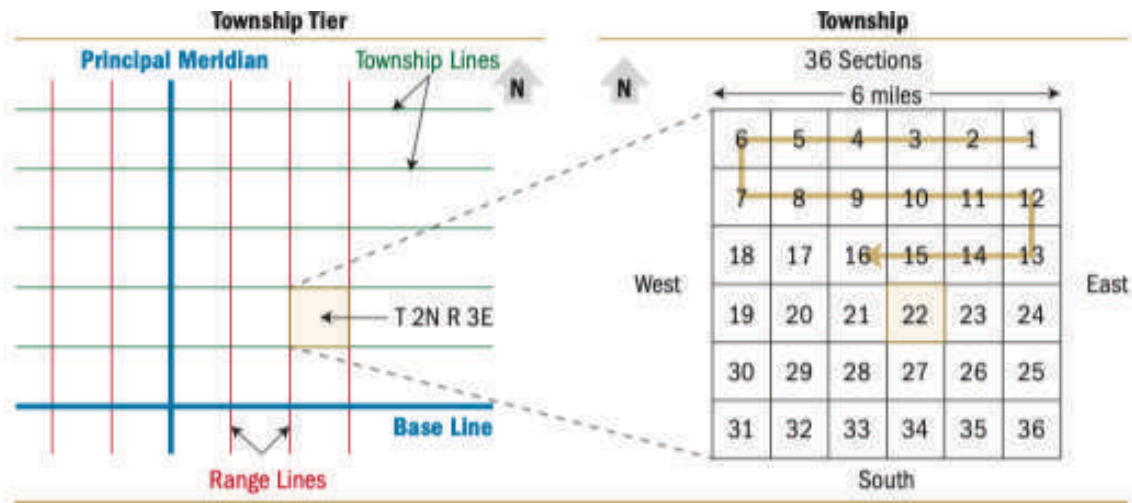 Township Tier
Principal Meridian
Township Lines
N
T 2N R 3E
Base Line
Range Lines
Township
36 Sections
N
6 miles
6 5 4 3 2 1
7 8 9 10 11 12
18 17 16 15 14 13
West
East
19 20 21 22 23 24
30 29 28 27 26 25
31 32 33 34 35 36
South